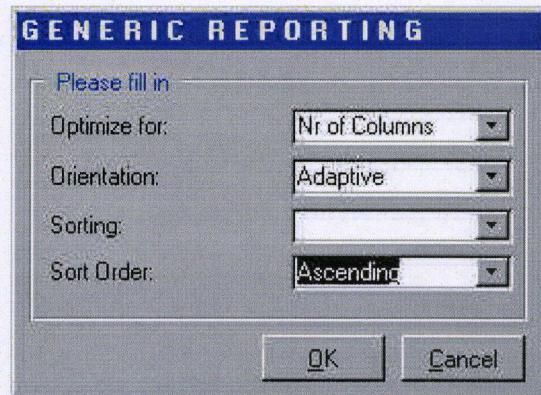 GENERIC REPORTING
Please fill in
Optimize for: Nr of Columns
Orientation: Adaptive
Sorting:
Sort Order: Ascending
OK Cancel